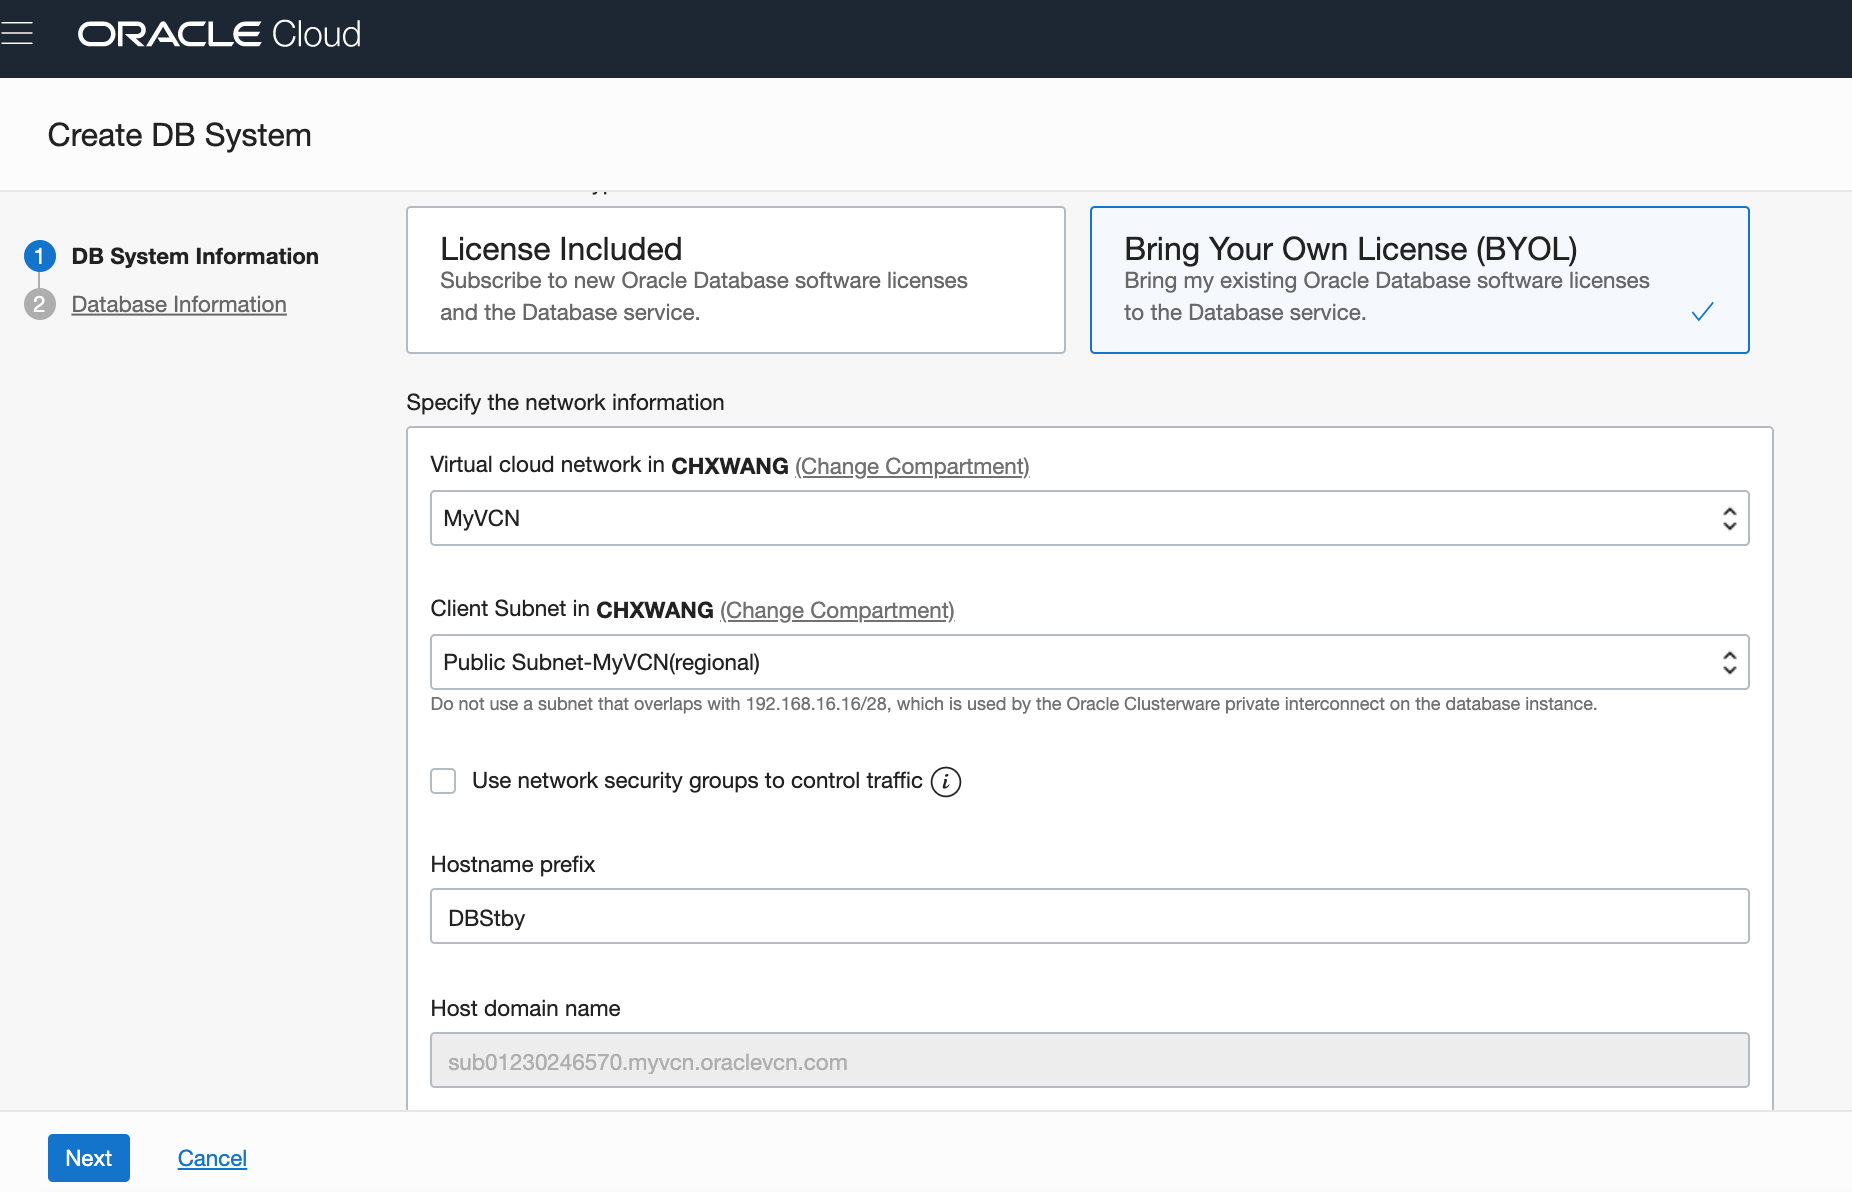 ORACLE Cloud
Create DB System
1 DB System Information
2 Database Information
License Included
Subscribe to new Oracle Database software licenses
and the Database service.
Bring Your Own License (BYOL)
Bring my existing Oracle Database software licenses
to the Database service.
Specify the network information
Virtual cloud network in CHXWANG (Change Compartment)
MyVCN
Client Subnet in CHXWANG (Change Compartment)
Public Subnet-MyVCN(regional)
Do not use a subnet that overlaps with 192.168.16.16/28, which is used by the Oracle Clusterware private interconnect on the database instance.
Use network security groups to control traffic i
Hostname prefix
DBStby
Host domain name
sub01230246570.myvcn.oraclevcn.com
Next Cancel